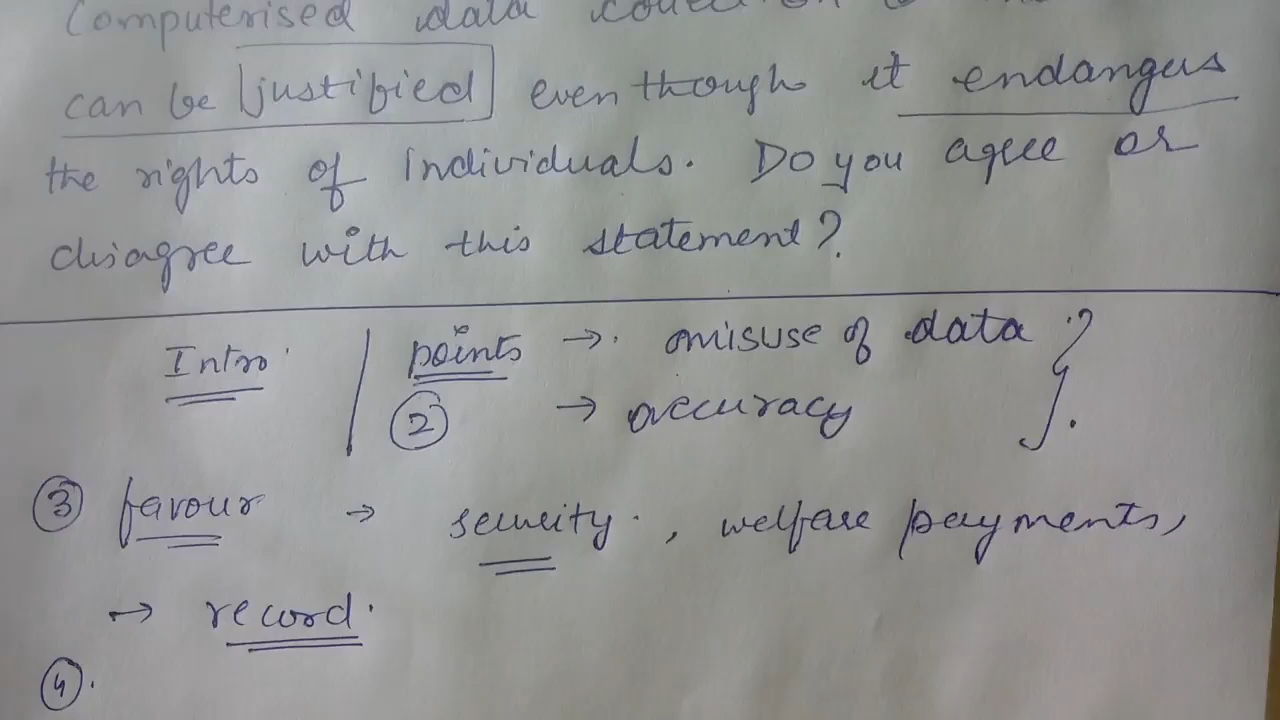 Computerised data
can be justified even though it endangers
the rights of individuals. Do you agree or
disagree with this statement?
Intro. points → misuse of data
② → accuracy
③ favour → security. , welfare payments,
→ record.
④.